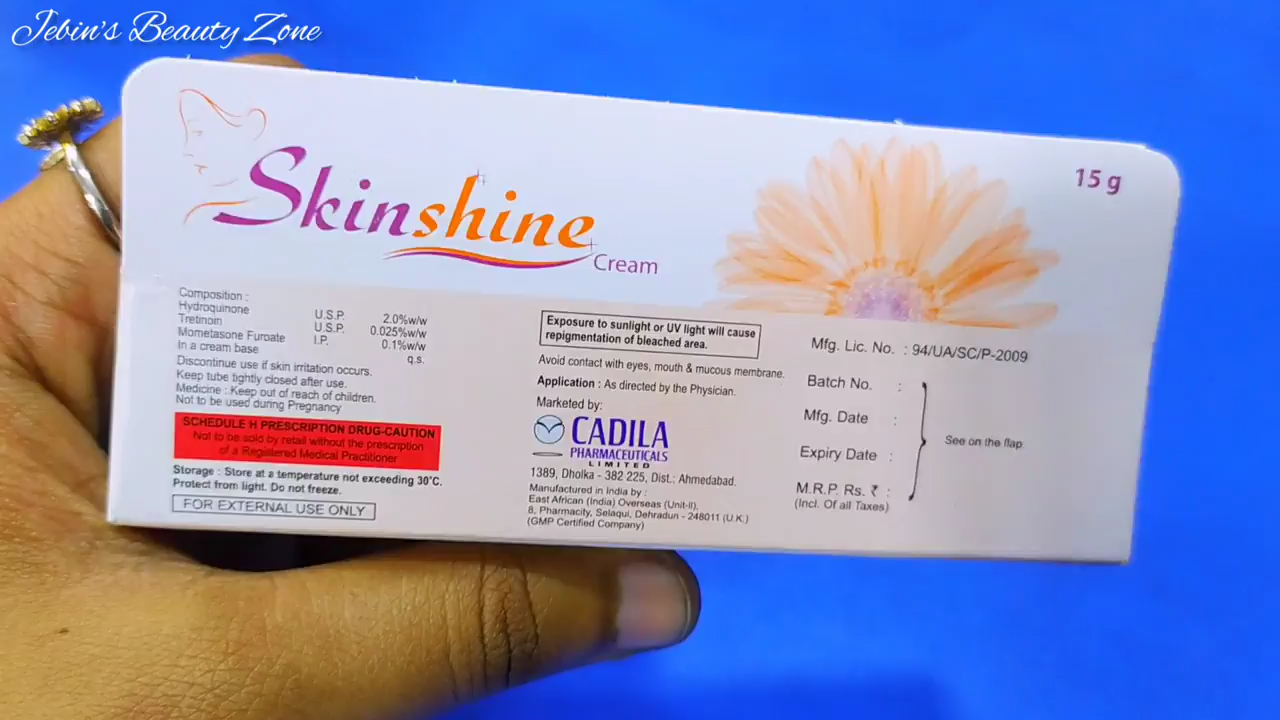 Jebin's Beauty Zone
Skinshine
Cream
15 g
Composition :
Hydroquinone U.S.P. 2.0%w/w
Tretinoin U.S.P. 0.025%w/w
Mometasone Furoate I.P. 0.1%w/w
In a cream base q.s.
Discontinue use if skin irritation occurs.
Keep tube tightly closed after use.
Medicine : Keep out of reach of children.
Not to be used during Pregnancy
SCHEDULE H PRESCRIPTION DRUG-CAUTION
Not to be sold by retail without the prescription
of a Registered Medical Practitioner
Storage : Store at a temperature not exceeding 30°C.
Protect from light. Do not freeze.
FOR EXTERNAL USE ONLY
Exposure to sunlight or UV light will cause
repigmentation of bleached area.
Avoid contact with eyes, mouth & mucous membrane.
Application : As directed by the Physician.
Marketed by:
CADILA
PHARMACEUTICALS
LIMITED
1389, Dholka - 382 225, Dist.: Ahmedabad.
Manufactured in India by :
East African (India) Overseas (Unit-II),
8, Pharmacity, Selaqui, Dehradun - 248011 (U.K.)
(GMP Certified Company)
Mfg. Lic. No. : 94/UA/SC/P-2009
Batch No. :
Mfg. Date :
Expiry Date :
M.R.P. Rs. ₹ :
(Incl. Of all Taxes)
See on the flap